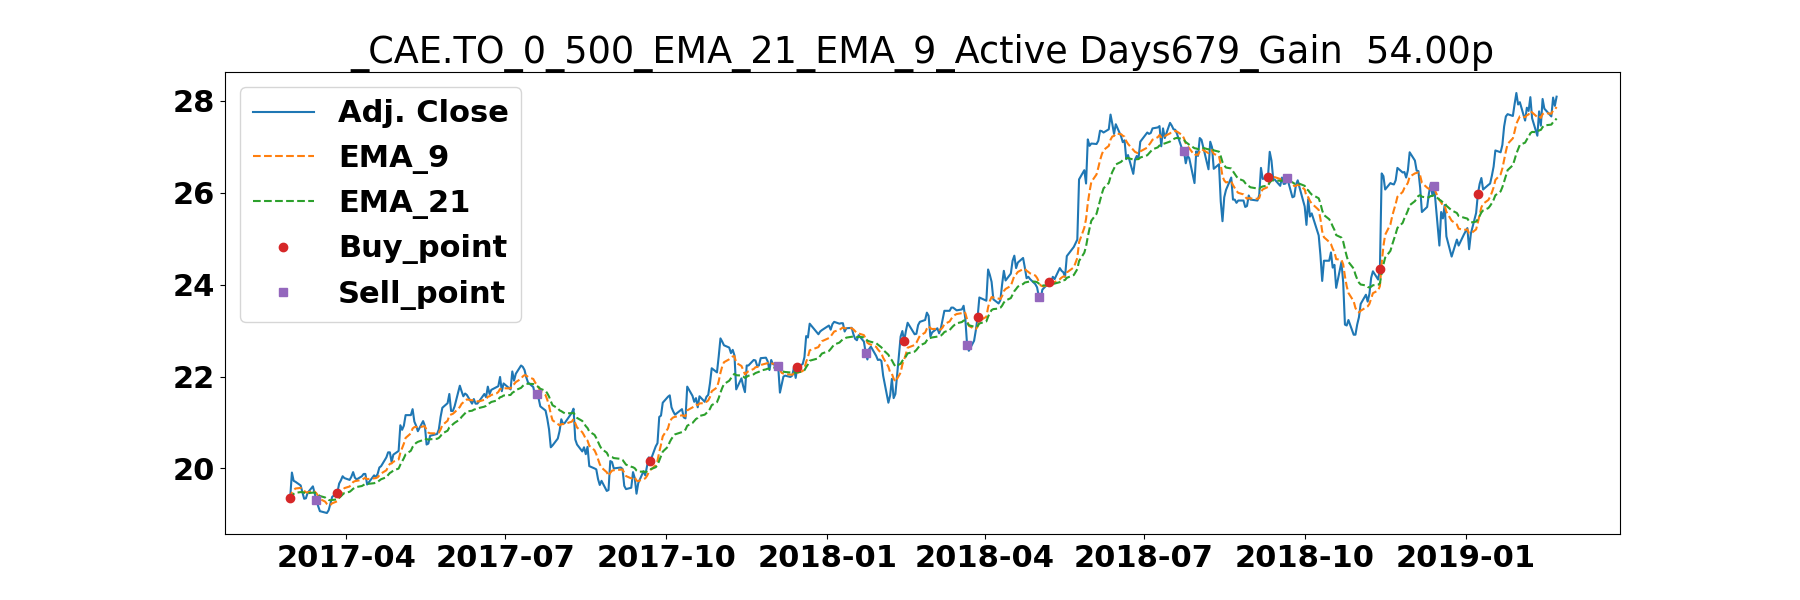 _CAE.TO_0_500_EMA_21_EMA_9_Active Days679_Gain  54.00p
Adj. Close
EMA_9
EMA_21
Buy_point
Sell_point
28
26
24
22
20
2017-04 2017-07 2017-10 2018-01 2018-04 2018-07 2018-10 2019-01